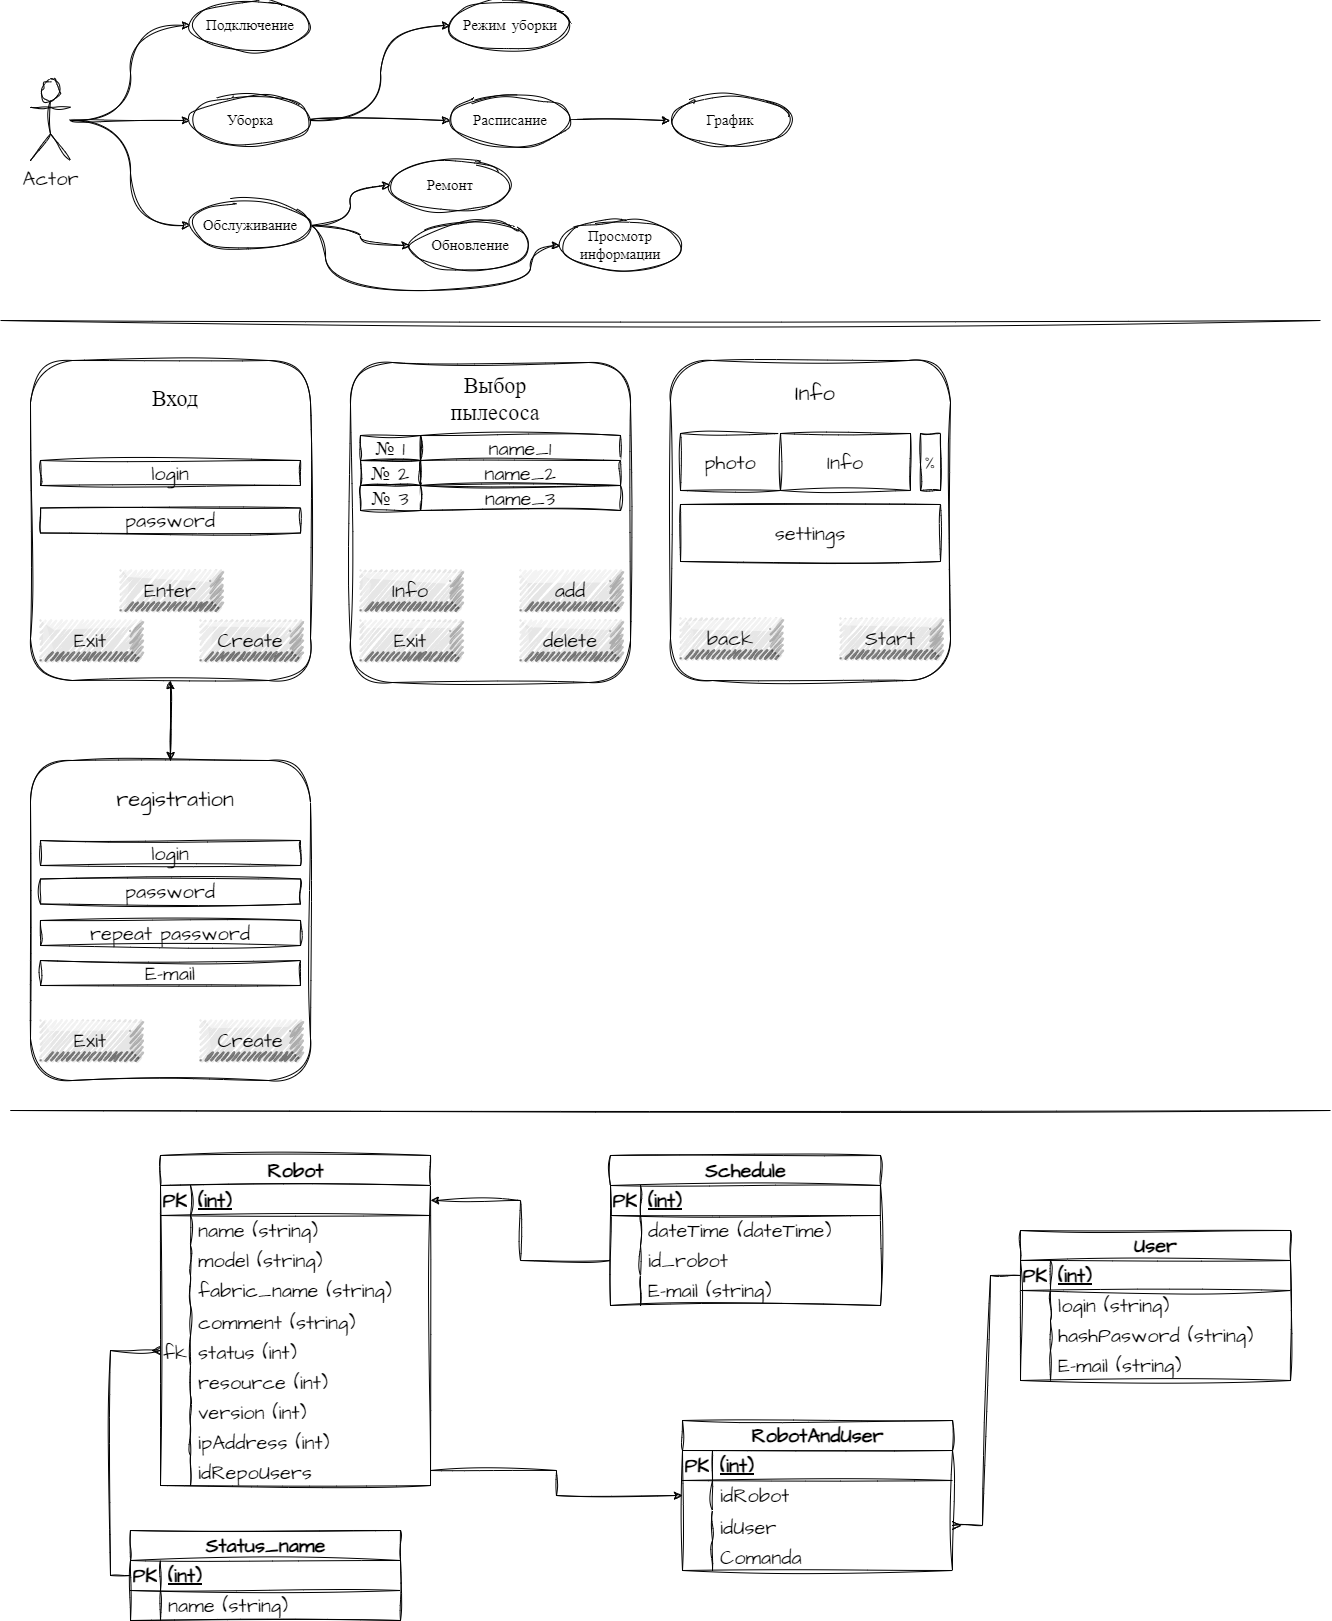 Подключение
Режим уборки
Уборка
Расписание
График
Actor
Ремонт
Обслуживание
Обновление
Просмотр
информации
Вход
login
password
Enter
Exit
Create
Выбор
пылесоса
№ 1
name_1
№ 2
name_2
№ 3
name_3
Info
add
Exit
delete
Info
photo
Info
%
settings
back
Start
registration
login
password
repeat password
E-mail
Exit
Create
Robot
PK (int)
name (string)
model (string)
fabric_name (string)
comment (string)
fk status (int)
resource (int)
version (int)
ipAddress (int)
idRepoUsers
Schedule
PK (int)
dateTime (dateTime)
id_robot
E-mail (string)
User
PK (int)
login (string)
hashPasword (string)
E-mail (string)
RobotAndUser
PK (int)
idRobot
idUser
Comanda
Status_name
PK (int)
name (string)